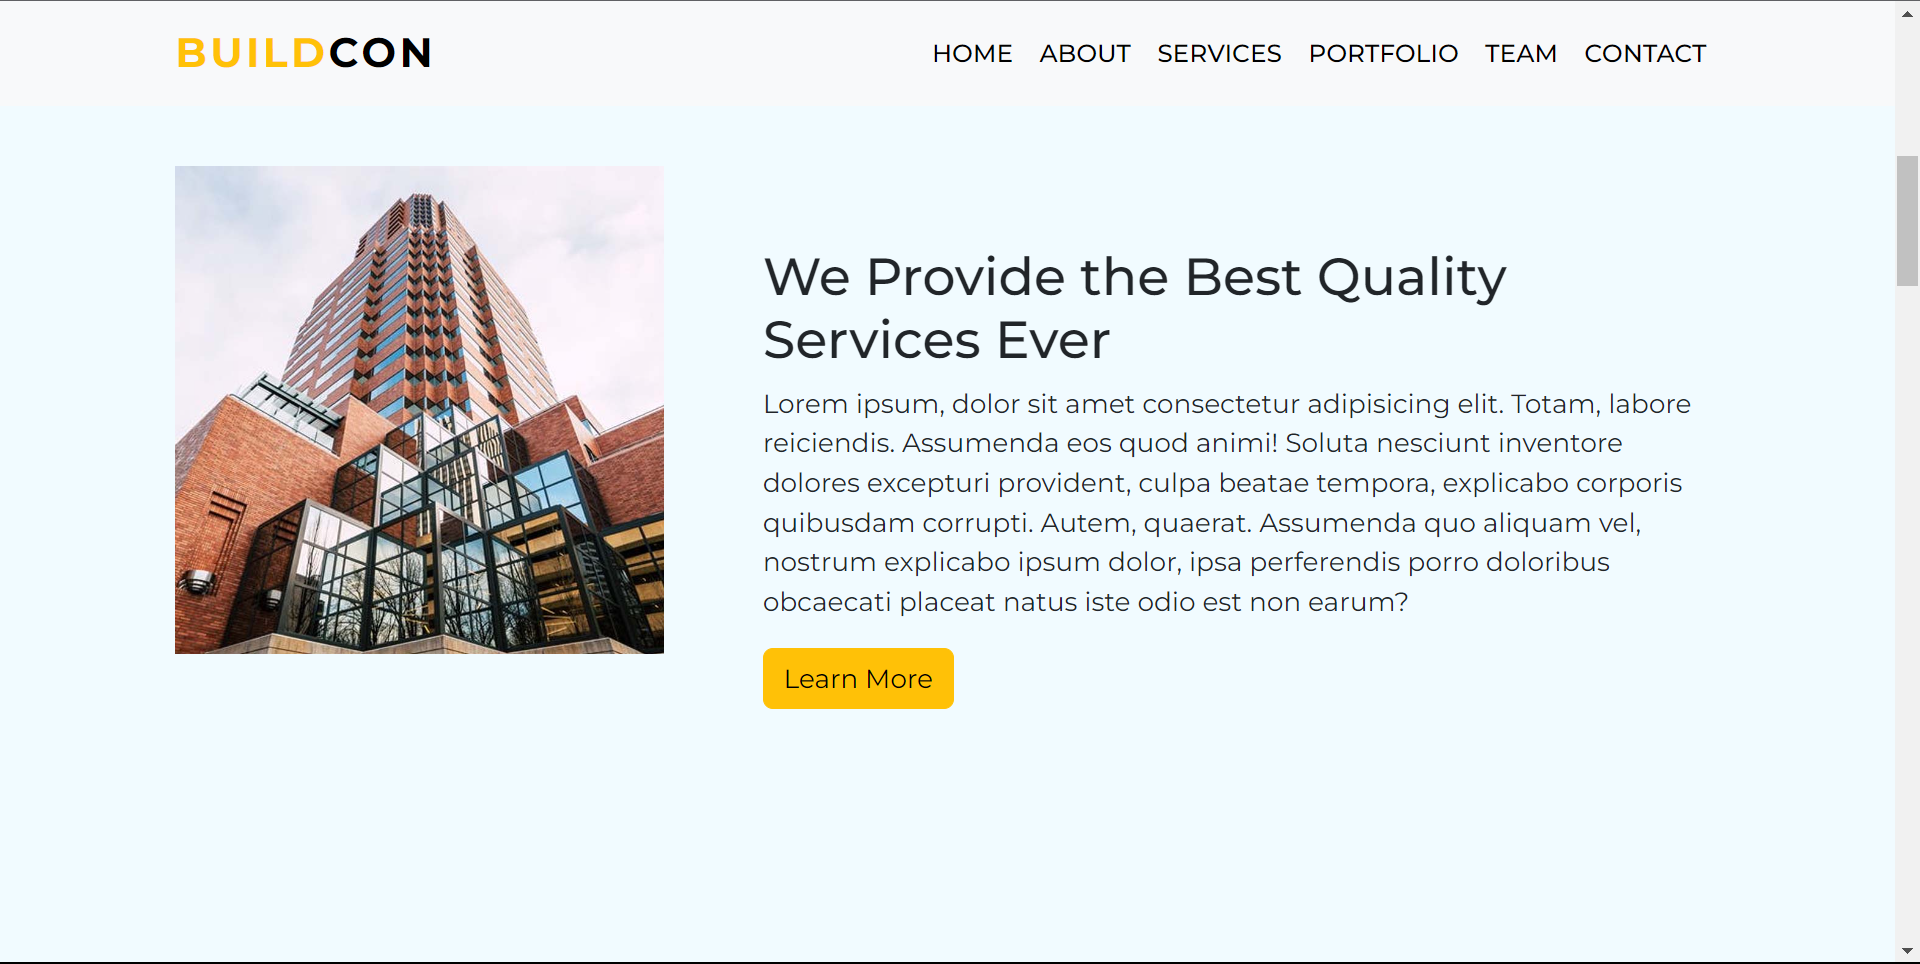 BUILDCON
HOME ABOUT SERVICES PORTFOLIO TEAM CONTACT
We Provide the Best Quality
Services Ever
Lorem ipsum, dolor sit amet consectetur adipisicing elit. Totam, labore
reiciendis. Assumenda eos quod animi! Soluta nesciunt inventore
dolores excepturi provident, culpa beatae tempora, explicabo corporis
quibusdam corrupti. Autem, quaerat. Assumenda quo aliquam vel,
nostrum explicabo ipsum dolor, ipsa perferendis porro doloribus
obcaecati placeat natus iste odio est non earum?
Learn More